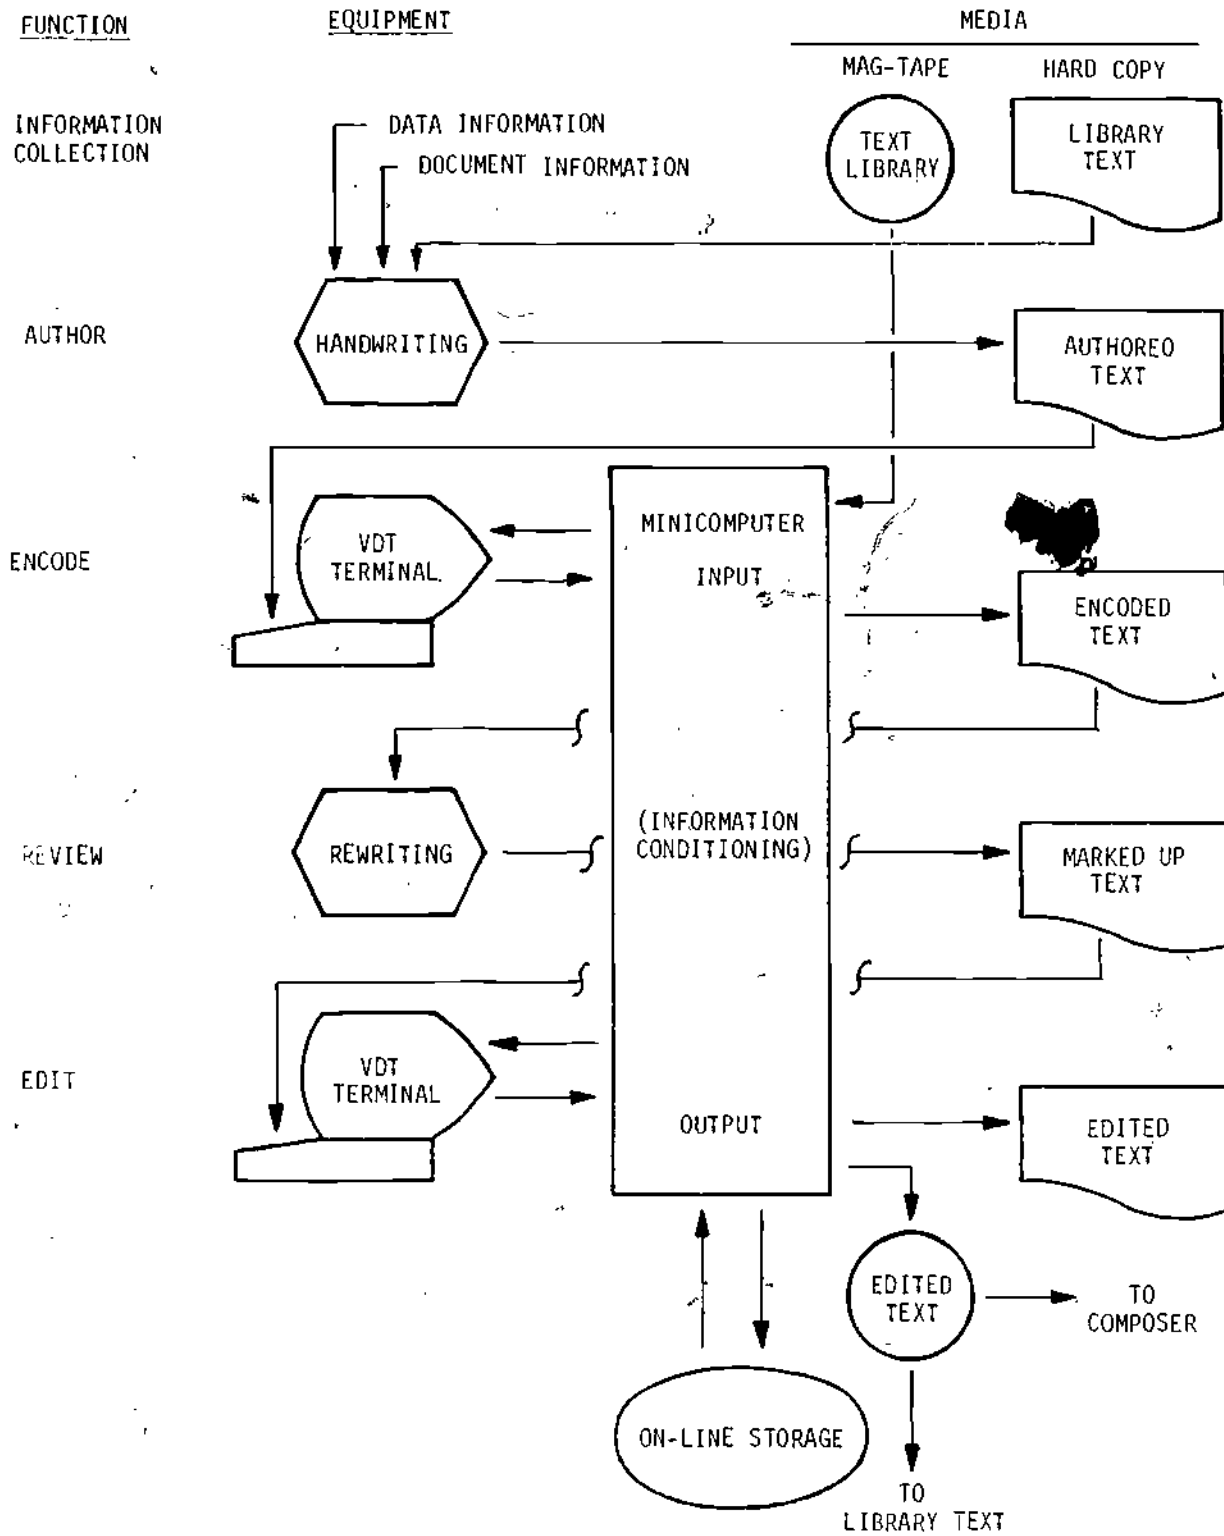 FUNCTION
EQUIPMENT
MEDIA
MAG-TAPE
HARD COPY
INFORMATION
COLLECTION
DATA INFORMATION
DOCUMENT INFORMATION
TEXT
LIBRARY
LIBRARY
TEXT
AUTHOR
HANDWRITING
AUTHOREO
TEXT
ENCODE
VDT
TERMINAL
MINICOMPUTER
INPUT
ENCODED
TEXT
REVIEW
REWRITING
(INFORMATION
CONDITIONING)
MARKED UP
TEXT
EDIT
VDT
TERMINAL
OUTPUT
EDITED
TEXT
EDITED
TEXT
TO
COMPOSER
ON-LINE STORAGE
TO
LIBRARY TEXT